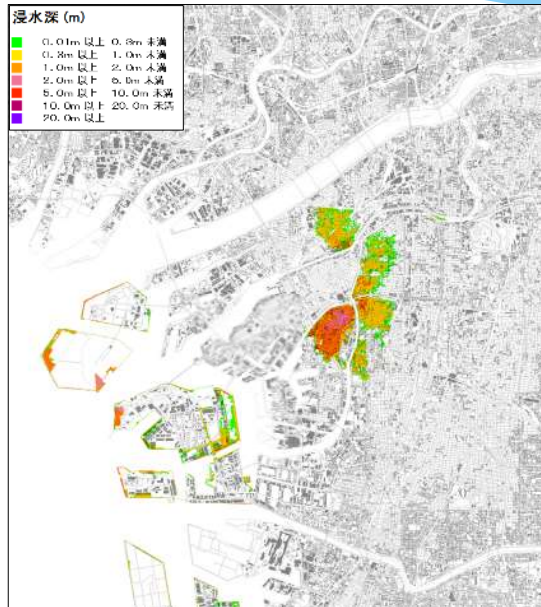 浸水深 (m)
0.01m 以上 0.3m 未満
0.3m 以上 1.0m 未満
1.0m 以上 2.0m 未満
2.0m 以上 5.0m 未満
5.0m 以上 10.0m 未満
10.0m 以上 20.0m 未満
20.0m 以上